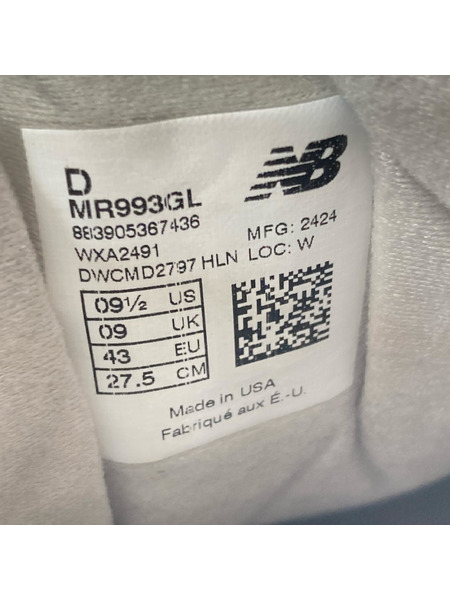 D
MR993GL
883905367436
WXA2491
DWCMD2797 HLN
NB
MFG: 2424
LOC: W
09½ US
09 UK
43 EU
27.5 CM
Made in USA
Fabriqué aux É.-U.